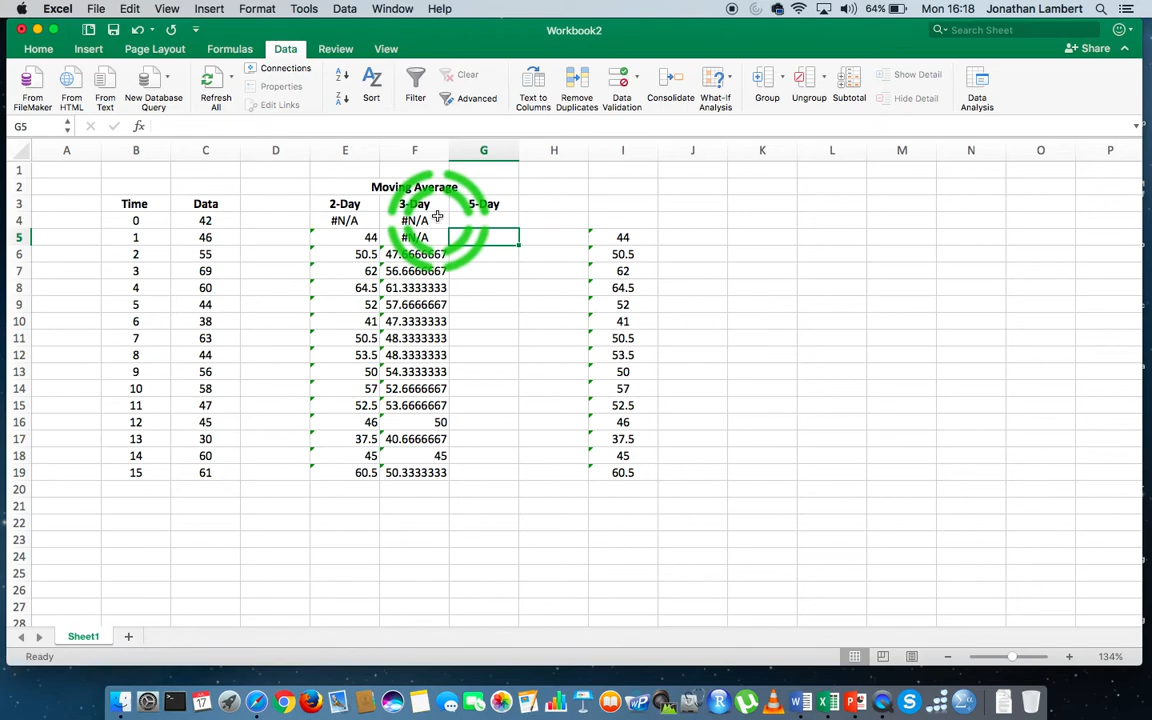 Excel File Edit View Insert Format Tools Data Window Help 64% Mon 16:18 Jonathan Lambert
Workbook2 Search Sheet
Home Insert Page Layout Formulas Data Review View Share
From FileMaker From HTML From Text New Database Query Refresh All Connections Properties Edit Links Sort Filter Clear Advanced Text to Columns Remove Duplicates Data Validation Consolidate What-If Analysis Group Ungroup Subtotal Show Detail Hide Detail Data Analysis
G5 fx
A B C D E F G H I J K L M N O P
1
2 Moving Average
3 Time Data 2-Day 3-Day 5-Day
4 0 42 #N/A #N/A
5 1 46 44 #N/A 44
6 2 55 50.5 47.6666667 50.5
7 3 69 62 56.6666667 62
8 4 60 64.5 61.3333333 64.5
9 5 44 52 57.6666667 52
10 6 38 41 47.3333333 41
11 7 63 50.5 48.3333333 50.5
12 8 44 53.5 48.3333333 53.5
13 9 56 50 54.3333333 50
14 10 58 57 52.6666667 57
15 11 47 52.5 53.6666667 52.5
16 12 45 46 50 46
17 13 30 37.5 40.6666667 37.5
18 14 60 45 45 45
19 15 61 60.5 50.3333333 60.5
20
21
22
23
24
25
26
27
28
Sheet1
Ready 134%